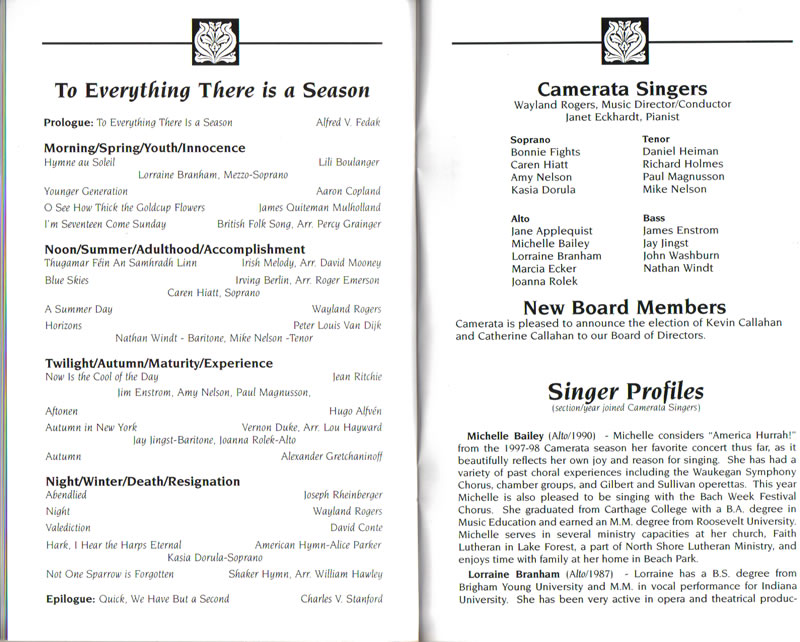 To Everything There is a Season
Prologue: To Everything There Is a Season Alfred V. Fedak
Morning/Spring/Youth/Innocence
Hymne au Soleil Lili Boulanger
Lorraine Branham, Mezzo-Soprano
Younger Generation Aaron Copland
O See How Thick the Goldcup Flowers James Quiteman Mulholland
I'm Seventeen Come Sunday British Folk Song, Arr. Percy Grainger
Noon/Summer/Adulthood/Accomplishment
Thugamar Féin An Samhradh Linn Irish Melody, Arr. David Mooney
Blue Skies Irving Berlin, Arr. Roger Emerson
Caren Hiatt, Soprano
A Summer Day Wayland Rogers
Horizons Peter Louis Van Dijk
Nathan Windt - Baritone, Mike Nelson -Tenor
Twilight/Autumn/Maturity/Experience
Now Is the Cool of the Day Jean Ritchie
Jim Enstrom, Amy Nelson, Paul Magnusson,
Aftonen Hugo Alfvén
Autumn in New York Vernon Duke, Arr. Lou Hayward
Jay Jingst-Baritone, Joanna Rolek-Alto
Autumn Alexander Gretchaninoff
Night/Winter/Death/Resignation
Abendlied Joseph Rheinberger
Night Wayland Rogers
Valediction David Conte
Hark, I Hear the Harps Eternal American Hymn-Alice Parker
Kasia Dorula-Soprano
Not One Sparrow is Forgotten Shaker Hymn, Arr. William Hawley
Epilogue: Quick, We Have But a Second Charles V. Stanford
Camerata Singers
Wayland Rogers, Music Director/Conductor
Janet Eckhardt, Pianist
Soprano
Bonnie Fights
Caren Hiatt
Amy Nelson
Kasia Dorula
Tenor
Daniel Heiman
Richard Holmes
Paul Magnusson
Mike Nelson
Alto
Jane Applequist
Michelle Bailey
Lorraine Branham
Marcia Ecker
Joanna Rolek
Bass
James Enstrom
Jay Jingst
John Washburn
Nathan Windt
New Board Members
Camerata is pleased to announce the election of Kevin Callahan
and Catherine Callahan to our Board of Directors.
Singer Profiles
(section/year joined Camerata Singers)
Michelle Bailey (Alto/1990) - Michelle considers "America Hurrah!"
from the 1997-98 Camerata season her favorite concert thus far, as it
beautifully reflects her own joy and reason for singing. She has had a
variety of past choral experiences including the Waukegan Symphony
Chorus, chamber groups, and Gilbert and Sullivan operettas. This year
Michelle is also pleased to be singing with the Bach Week Festival
Chorus. She graduated from Carthage College with a B.A. degree in
Music Education and earned an M.M. degree from Roosevelt University.
Michelle serves in several ministry capacities at her church, Faith
Lutheran in Lake Forest, a part of North Shore Lutheran Ministry, and
enjoys time with family at her home in Beach Park.
Lorraine Branham (Alto/1987) - Lorraine has a B.S. degree from
Brigham Young University and M.M. in vocal performance for Indiana
University. She has been very active in opera and theatrical produc-